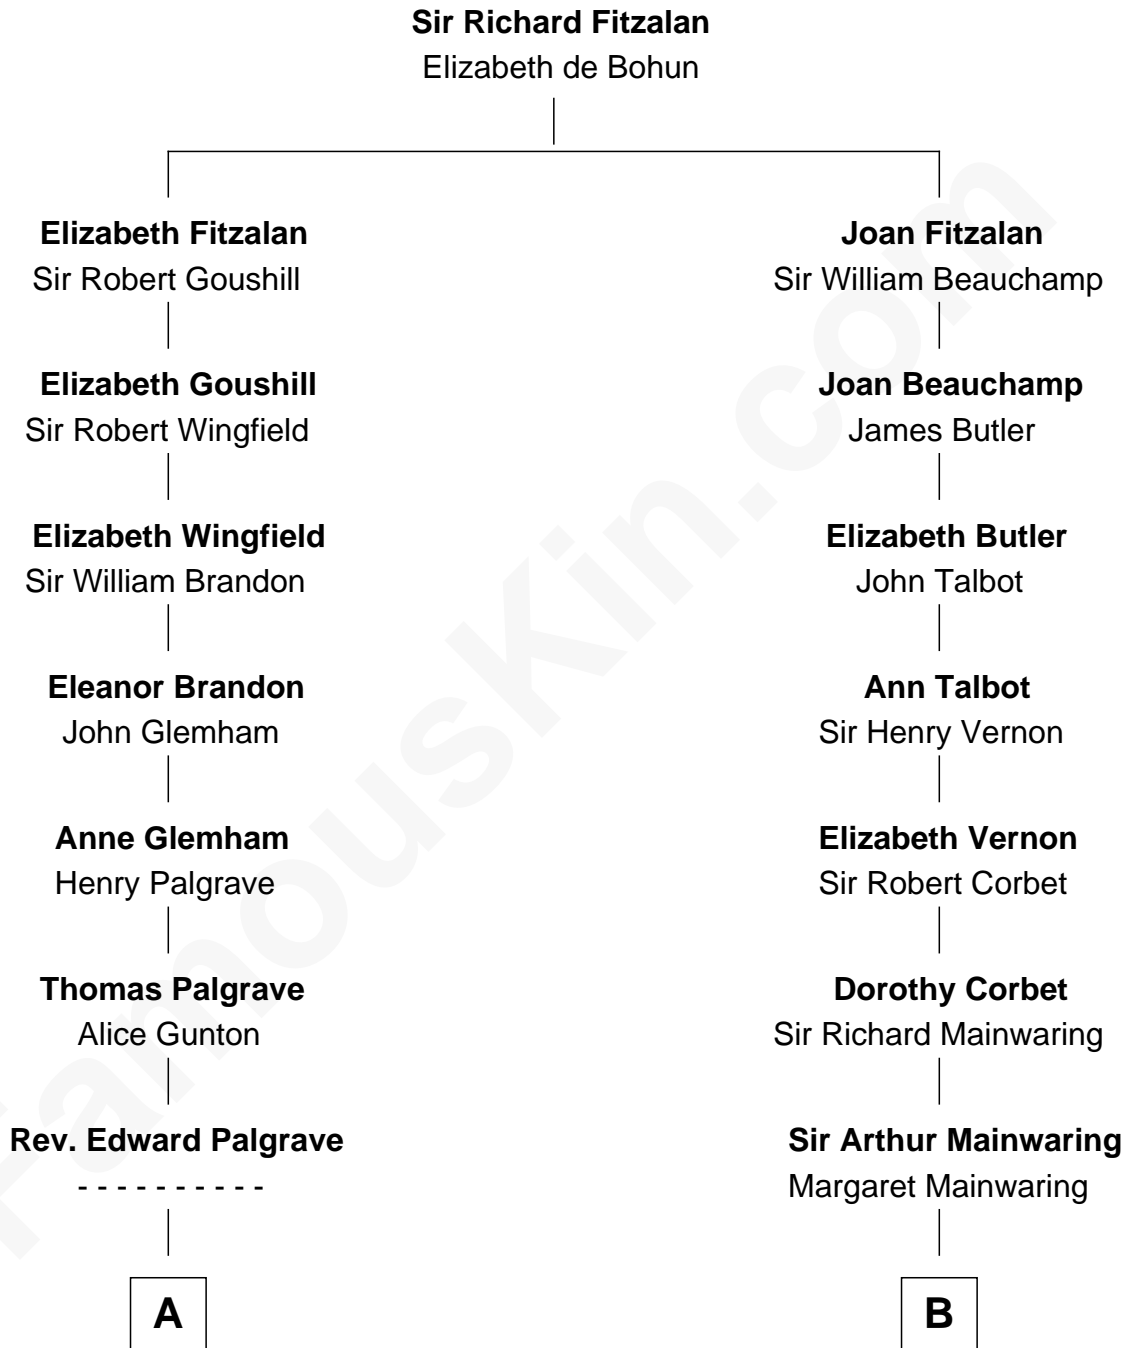 Sir Richard Fitzalan
Elizabeth de Bohun
Elizabeth Fitzalan
Sir Robert Goushill
Joan Fitzalan
Sir William Beauchamp
Elizabeth Goushill
Sir Robert Wingfield
Joan Beauchamp
James Butler
Elizabeth Wingfield
Sir William Brandon
Elizabeth Butler
John Talbot
Eleanor Brandon
John Glemham
Ann Talbot
Sir Henry Vernon
Anne Glemham
Henry Palgrave
Elizabeth Vernon
Sir Robert Corbet
Thomas Palgrave
Alice Gunton
Dorothy Corbet
Sir Richard Mainwaring
Rev. Edward Palgrave
- - - - - - - - - -
Sir Arthur Mainwaring
Margaret Mainwaring
A
B
FamousKin.com